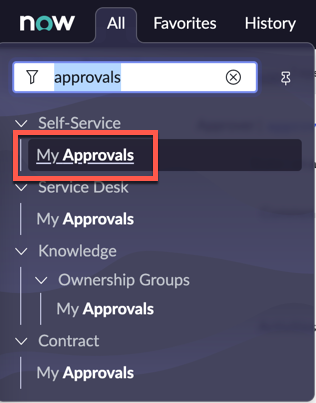 now All Favorites History
approvals
Self-Service
My Approvals
Service Desk
My Approvals
Knowledge
Ownership Groups
My Approvals
Contract
My Approvals